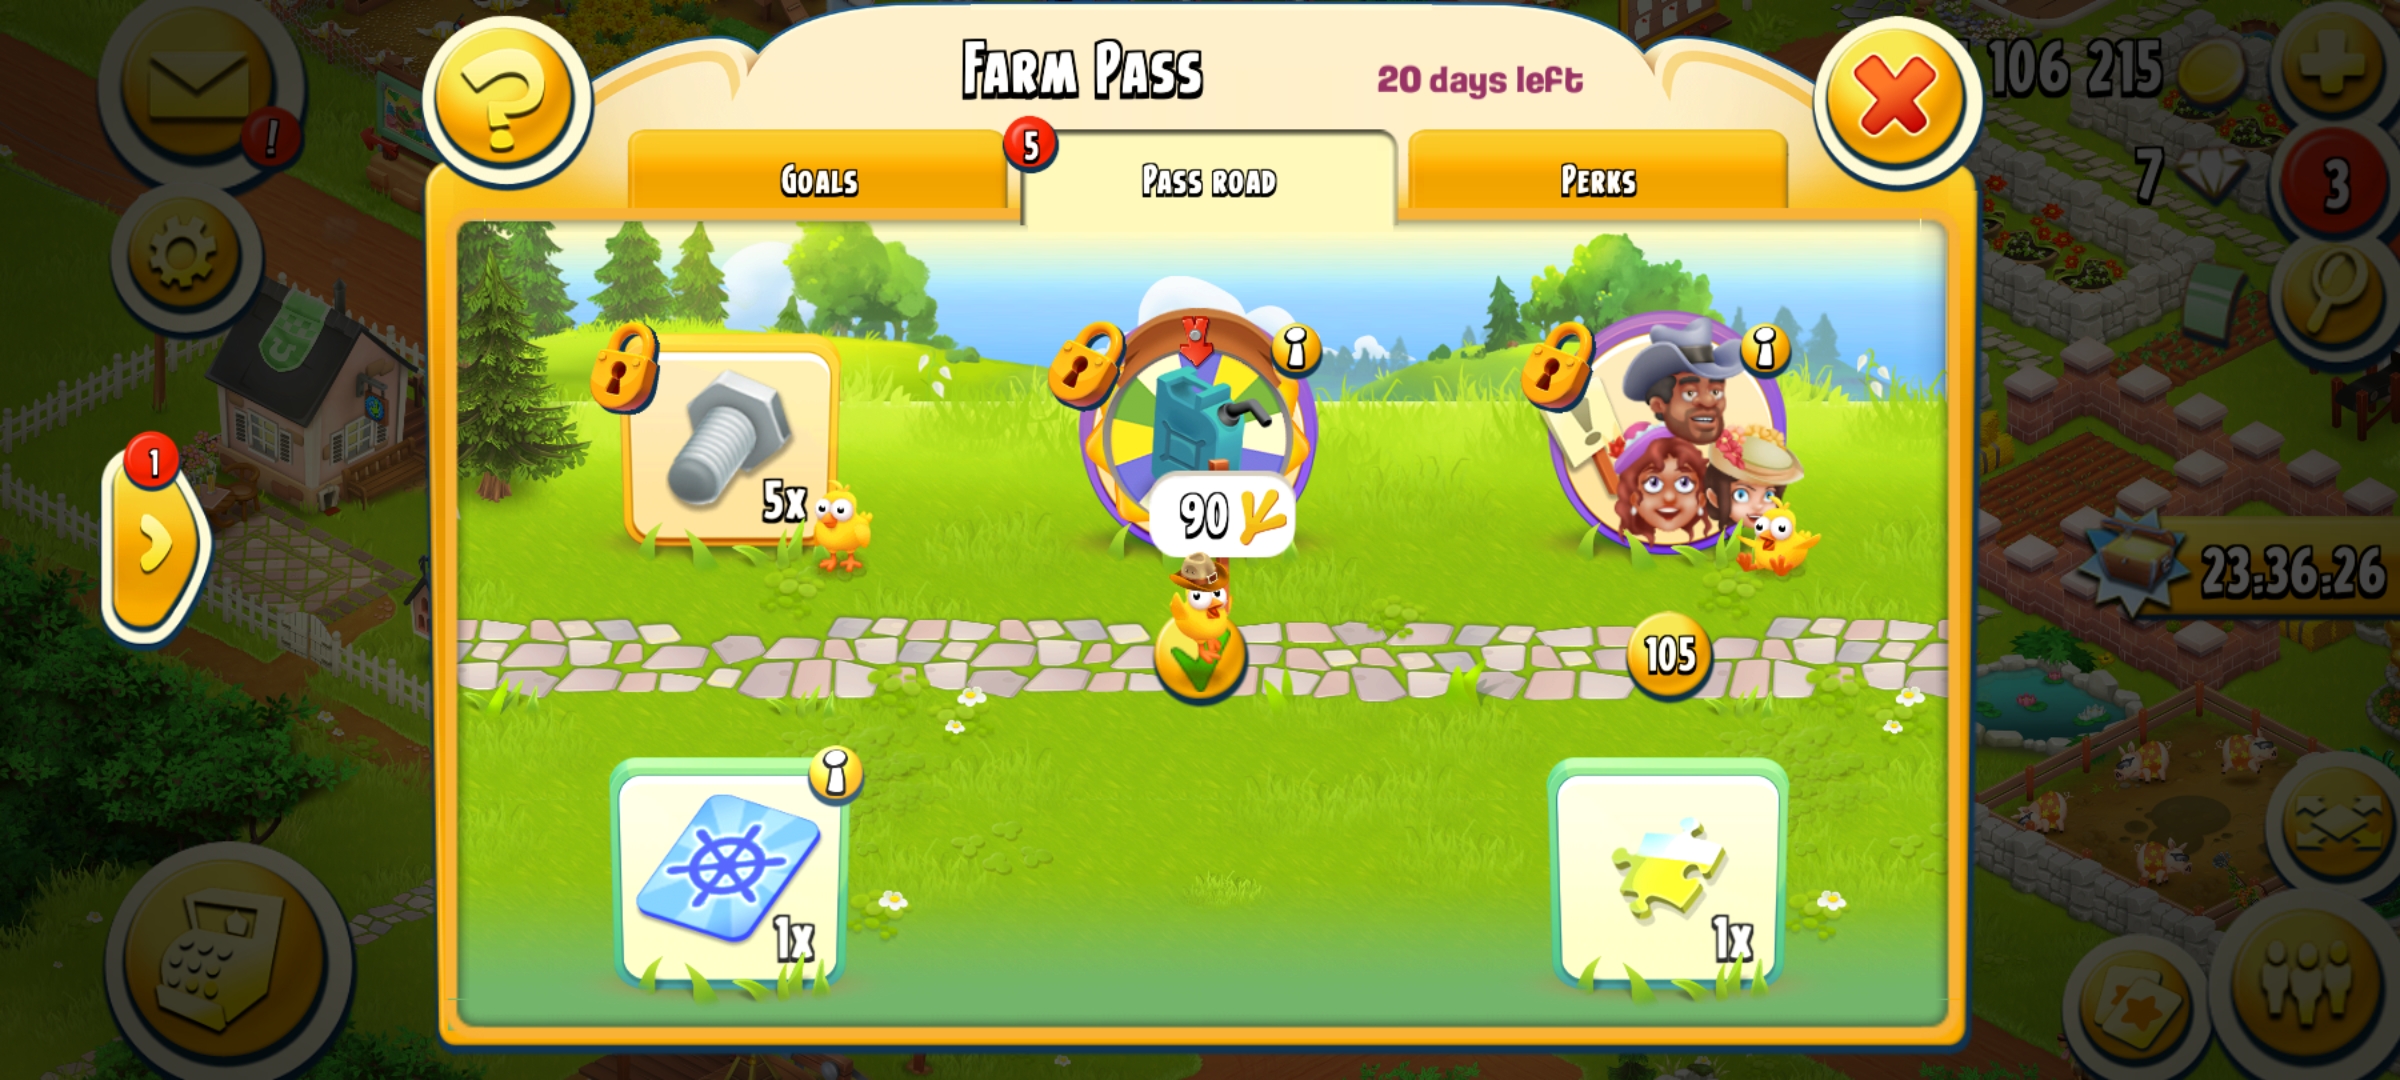 FARM PASS
20 days left
106 215
!
5
GOALS
PASS ROAD
PERKS
7
3
1
5x
90
23:36:26
105
1x
1x